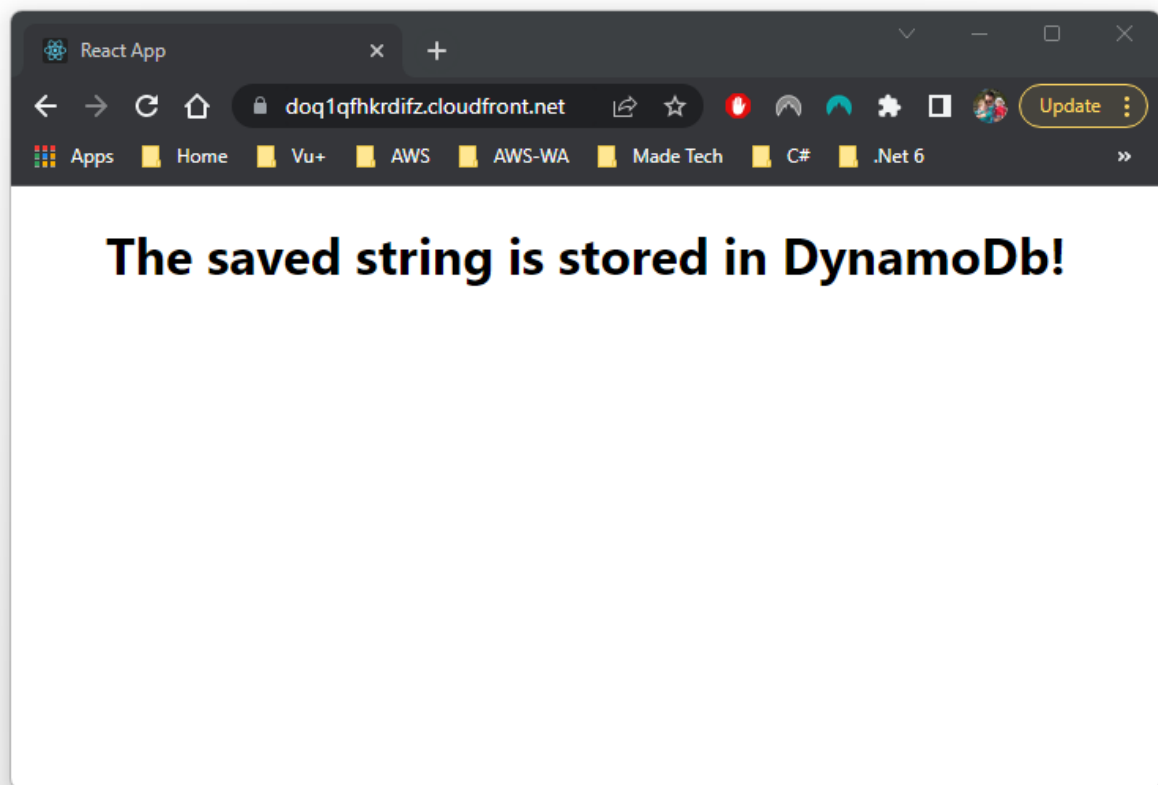 React App
doq1qfhkrdifz.cloudfront.net Update
Apps Home Vu+ AWS AWS-WA Made Tech C# .Net 6 »
The saved string is stored in DynamoDb!